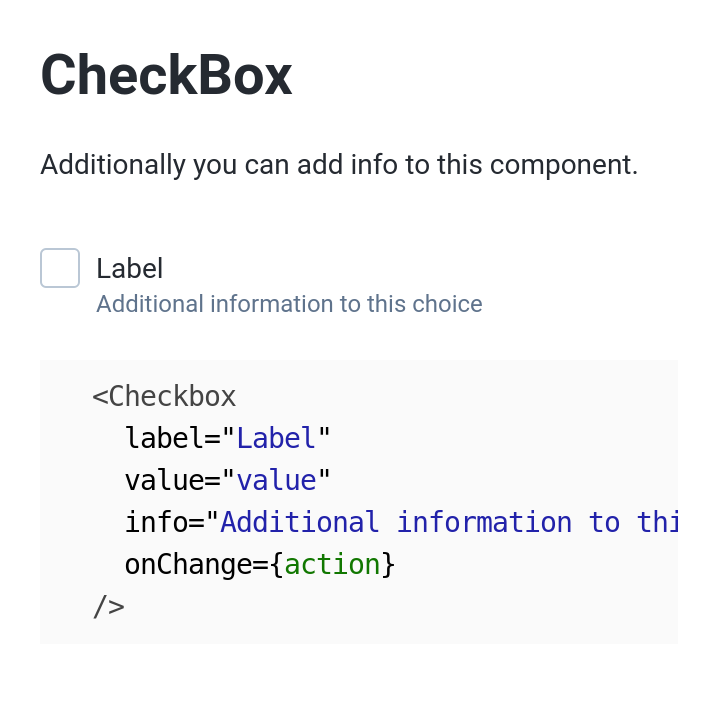 CheckBox
Additionally you can add info to this component.
Label
Additional information to this choice
<Checkbox
label="Label"
value="value"
info="Additional information to thi
onChange={action}
/>